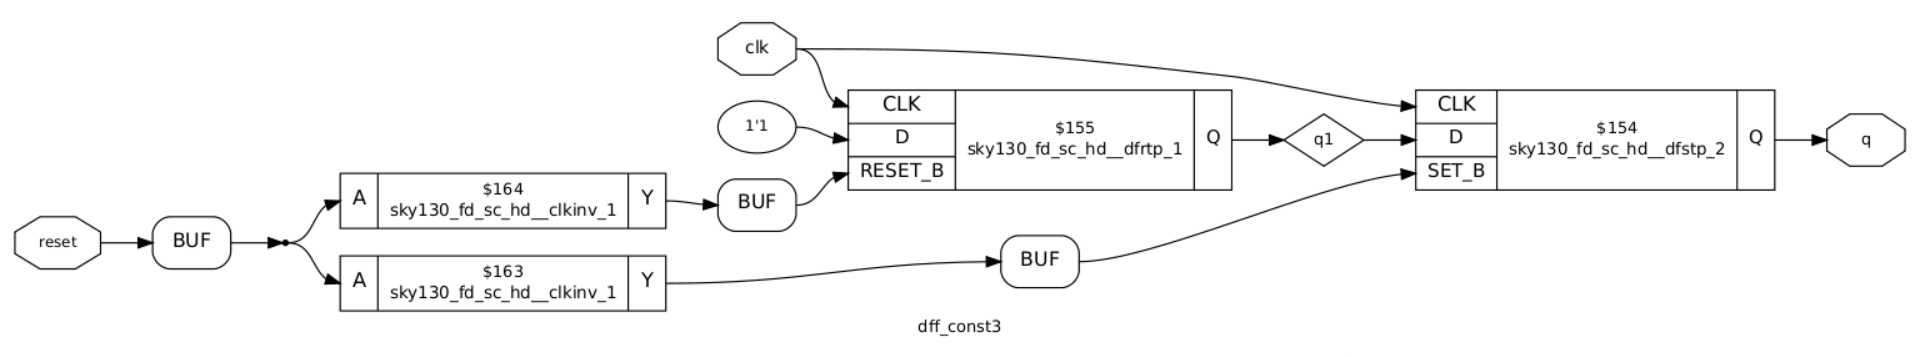 clk
1'1
CLK
D
RESET_B
$155
sky130_fd_sc_hd__dfrtp_1
Q
q1
CLK
D
SET_B
$154
sky130_fd_sc_hd__dfstp_2
Q
q
reset
BUF
A
$164
sky130_fd_sc_hd__clkinv_1
Y
BUF
A
$163
sky130_fd_sc_hd__clkinv_1
Y
BUF
dff_const3